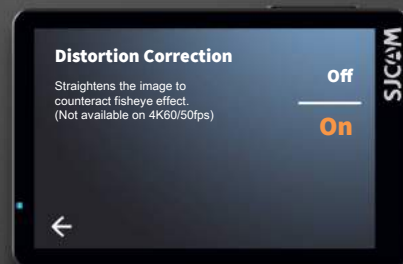 Distortion Correction
Straightens the image to
counteract fisheye effect.
(Not available on 4K60/50fps)
Off
On
SJCAM